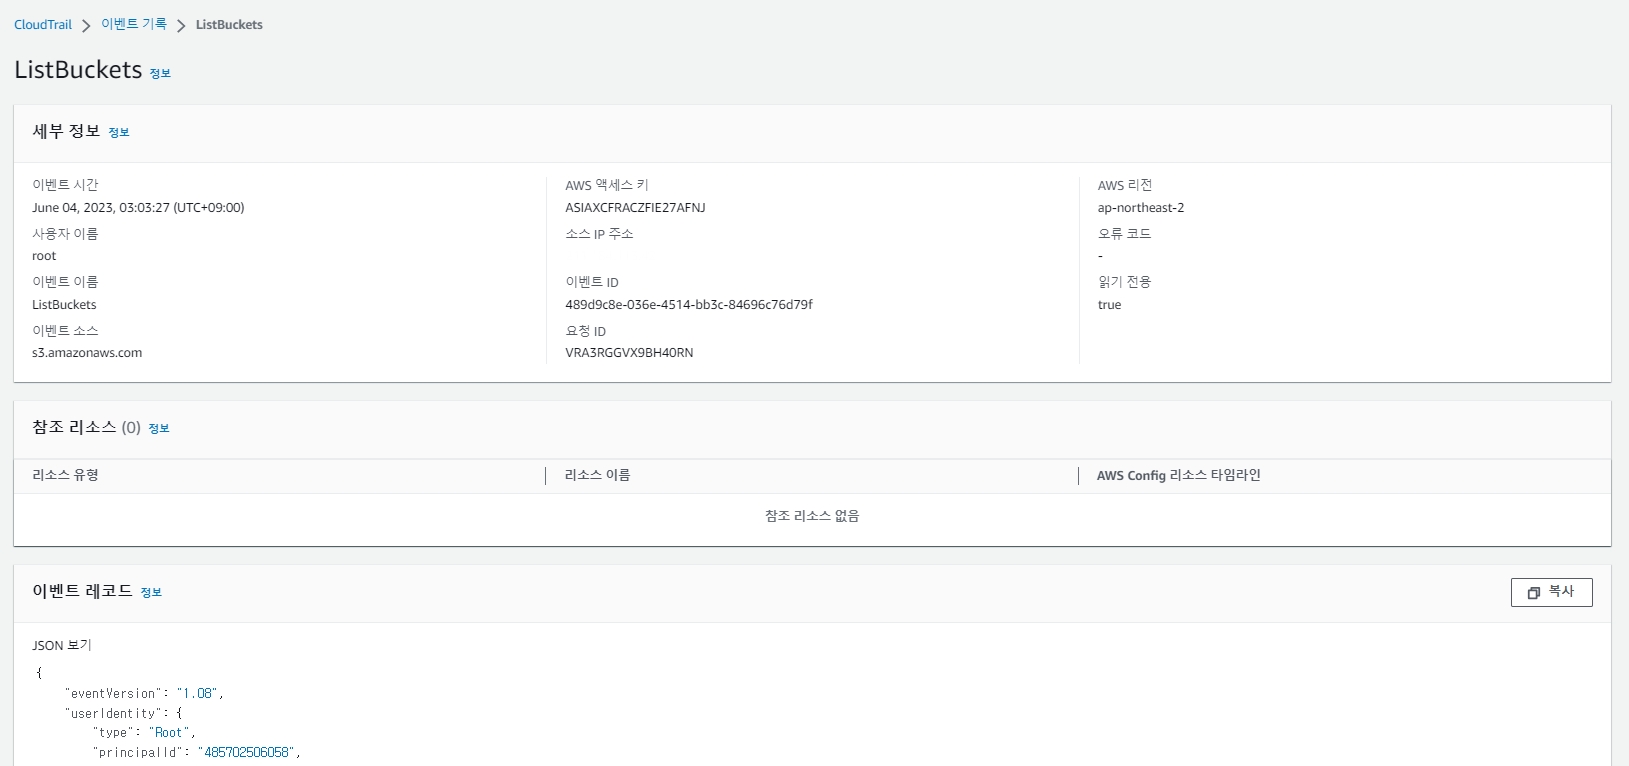 CloudTrail > 이벤트 기록 > ListBuckets
ListBuckets 정보
세부 정보 정보
이벤트 시간
June 04, 2023, 03:03:27 (UTC+09:00)
사용자 이름
root
이벤트 이름
ListBuckets
이벤트 소스
s3.amazonaws.com
AWS 액세스 키
ASIAXCFRACZFIE27AFNJ
소스 IP 주소
이벤트 ID
489d9c8e-036e-4514-bb3c-84696c76d79f
요청 ID
VRA3RGGVX9BH40RN
AWS 리전
ap-northeast-2
오류 코드
-
읽기 전용
true
참조 리소스 (0) 정보
리소스 유형
리소스 이름
AWS Config 리소스 타임라인
참조 리소스 없음
이벤트 레코드 정보
복사
JSON 보기
{
"eventVersion": "1.08",
"userIdentity": {
"type": "Root",
"principalId": "485702506058",